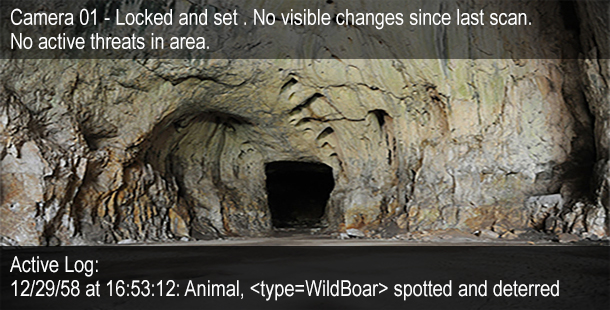 Camera 01 - Locked and set . No visible changes since last scan.
No active threats in area.
Active Log:
12/29/58 at 16:53:12: Animal, <type=WildBoar> spotted and deterred